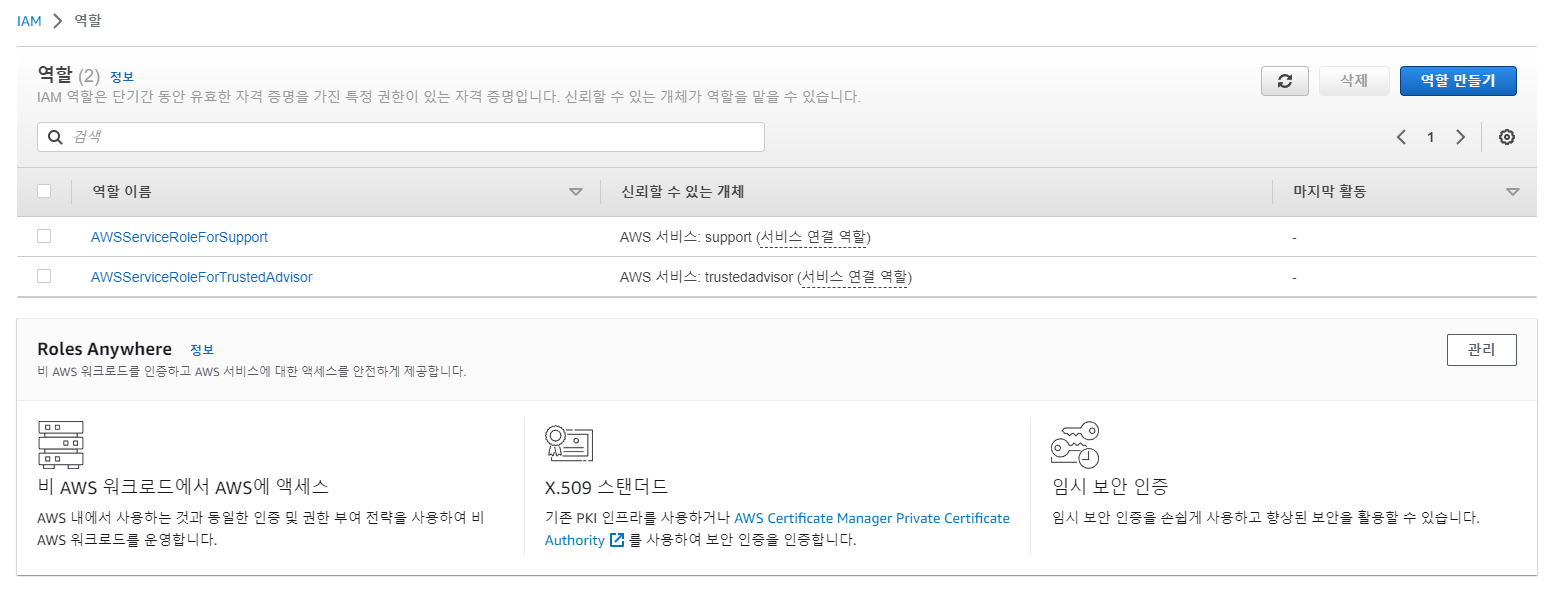 IAM > 역할
역할 (2) 정보
IAM 역할은 단기간 동안 유효한 자격 증명을 가진 특정 권한이 있는 자격 증명입니다. 신뢰할 수 있는 개체가 역할을 맡을 수 있습니다.
삭제
역할 만들기
검색
1
역할 이름 신뢰할 수 있는 개체 마지막 활동
AWSServiceRoleForSupport AWS 서비스: support (서비스 연결 역할) -
AWSServiceRoleForTrustedAdvisor AWS 서비스: trustedadvisor (서비스 연결 역할) -
Roles Anywhere 정보
비 AWS 워크로드를 인증하고 AWS 서비스에 대한 액세스를 안전하게 제공합니다.
관리
비 AWS 워크로드에서 AWS에 액세스
AWS 내에서 사용하는 것과 동일한 인증 및 권한 부여 전략을 사용하여 비
AWS 워크로드를 운영합니다.
X.509 스탠더드
기존 PKI 인프라를 사용하거나 AWS Certificate Manager Private Certificate
Authority 를 사용하여 보안 인증을 인증합니다.
임시 보안 인증
임시 보안 인증을 손쉽게 사용하고 향상된 보안을 활용할 수 있습니다.